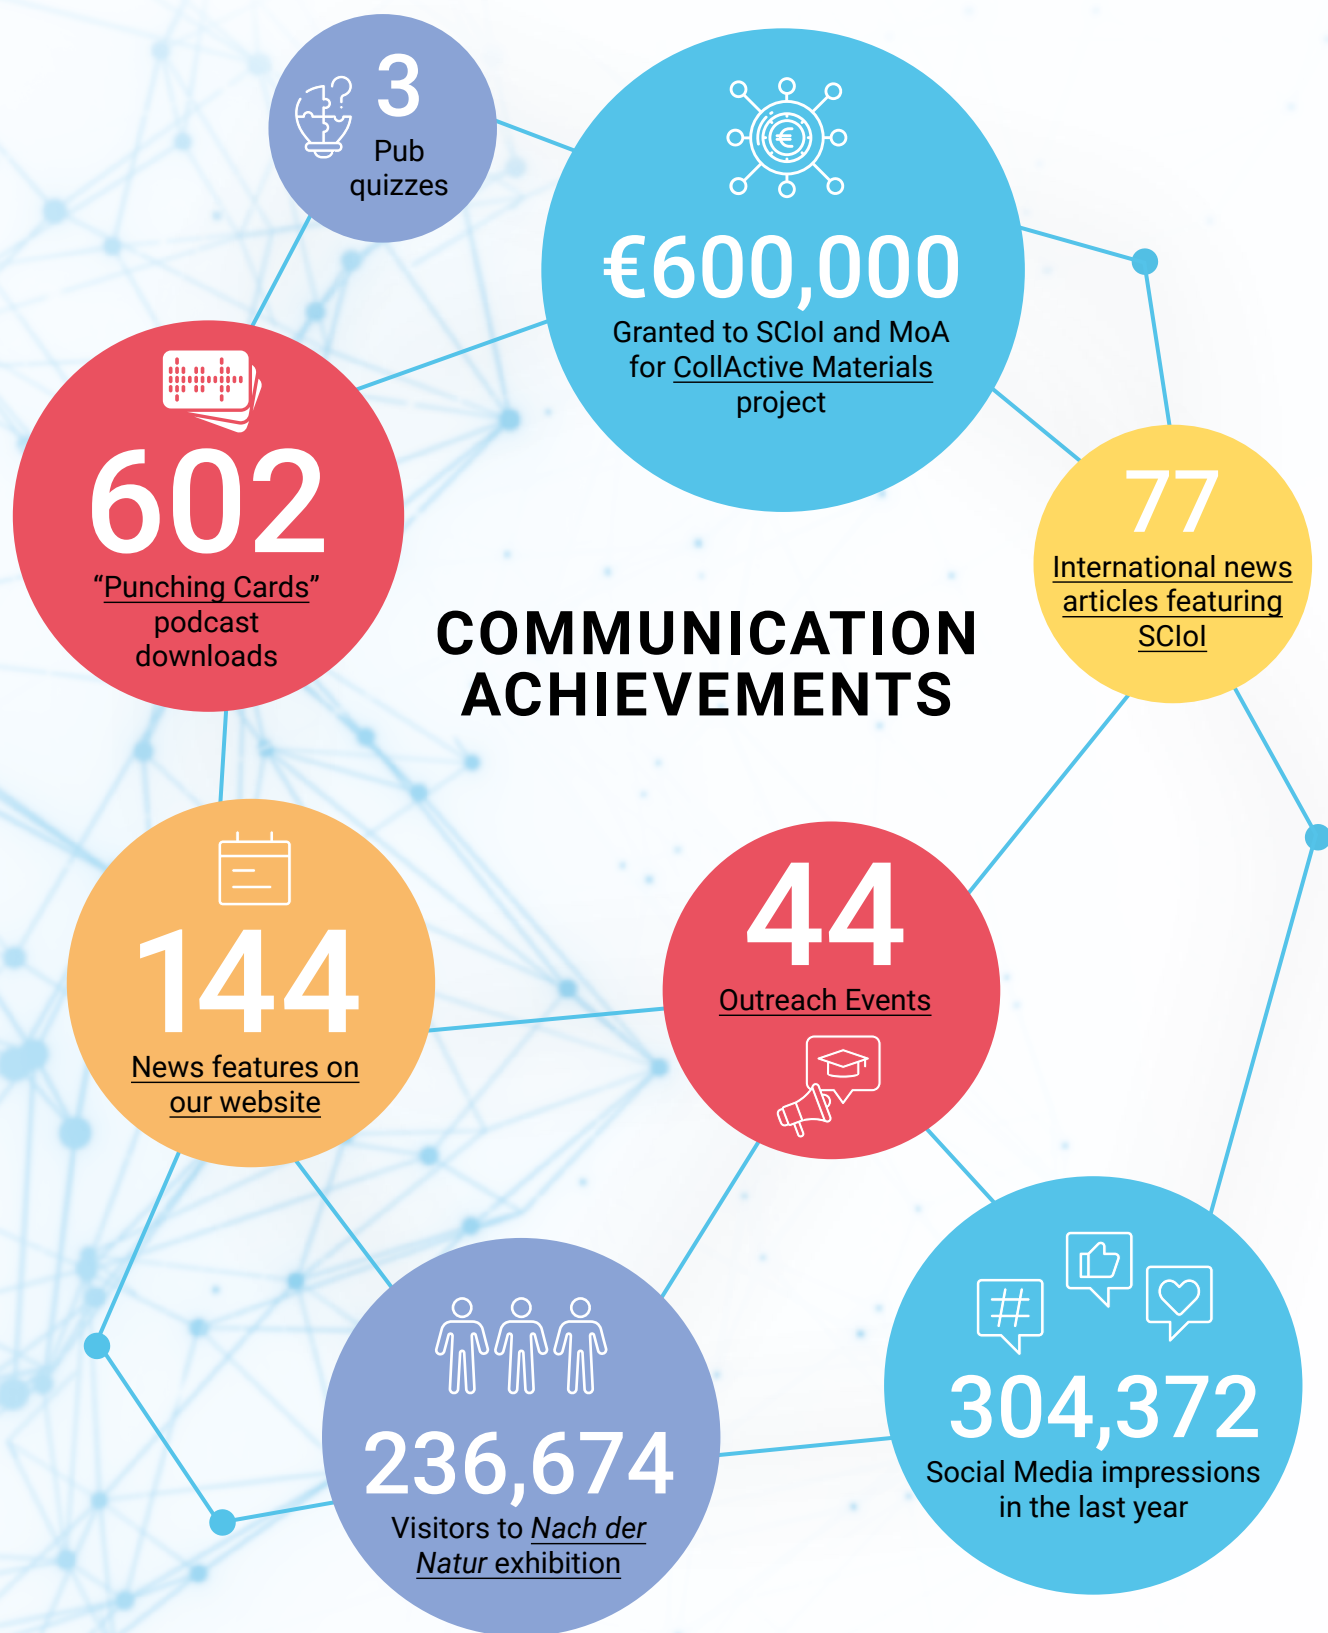 3
Pub
quizzes
€600,000
Granted to SCIoI and MoA
for CollActive Materials
project
602
“Punching Cards”
podcast
downloads
77
International news
articles featuring
SCIoI
COMMUNICATION
ACHIEVEMENTS
144
News features on
our website
44
Outreach Events
236,674
Visitors to Nach der
Natur exhibition
304,372
Social Media impressions
in the last year